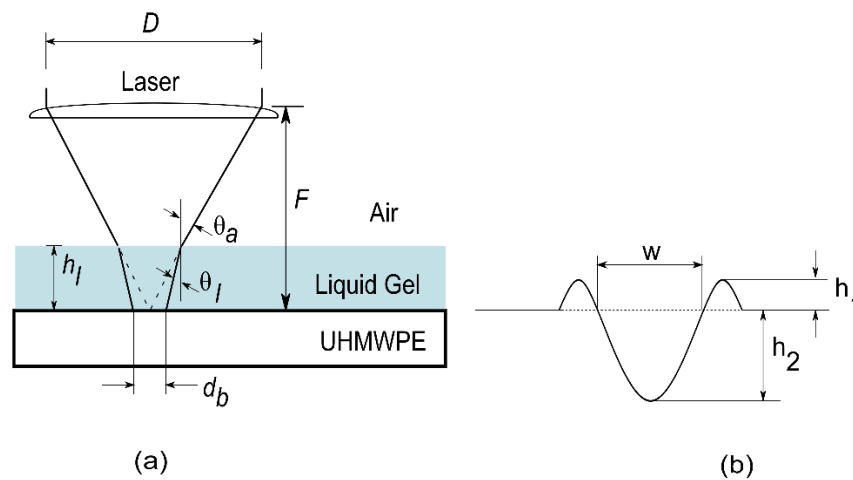 D
Laser
F
Air
θa
hl
θl
Liquid Gel
UHMWPE
db
(a)
w
h
h2
(b)